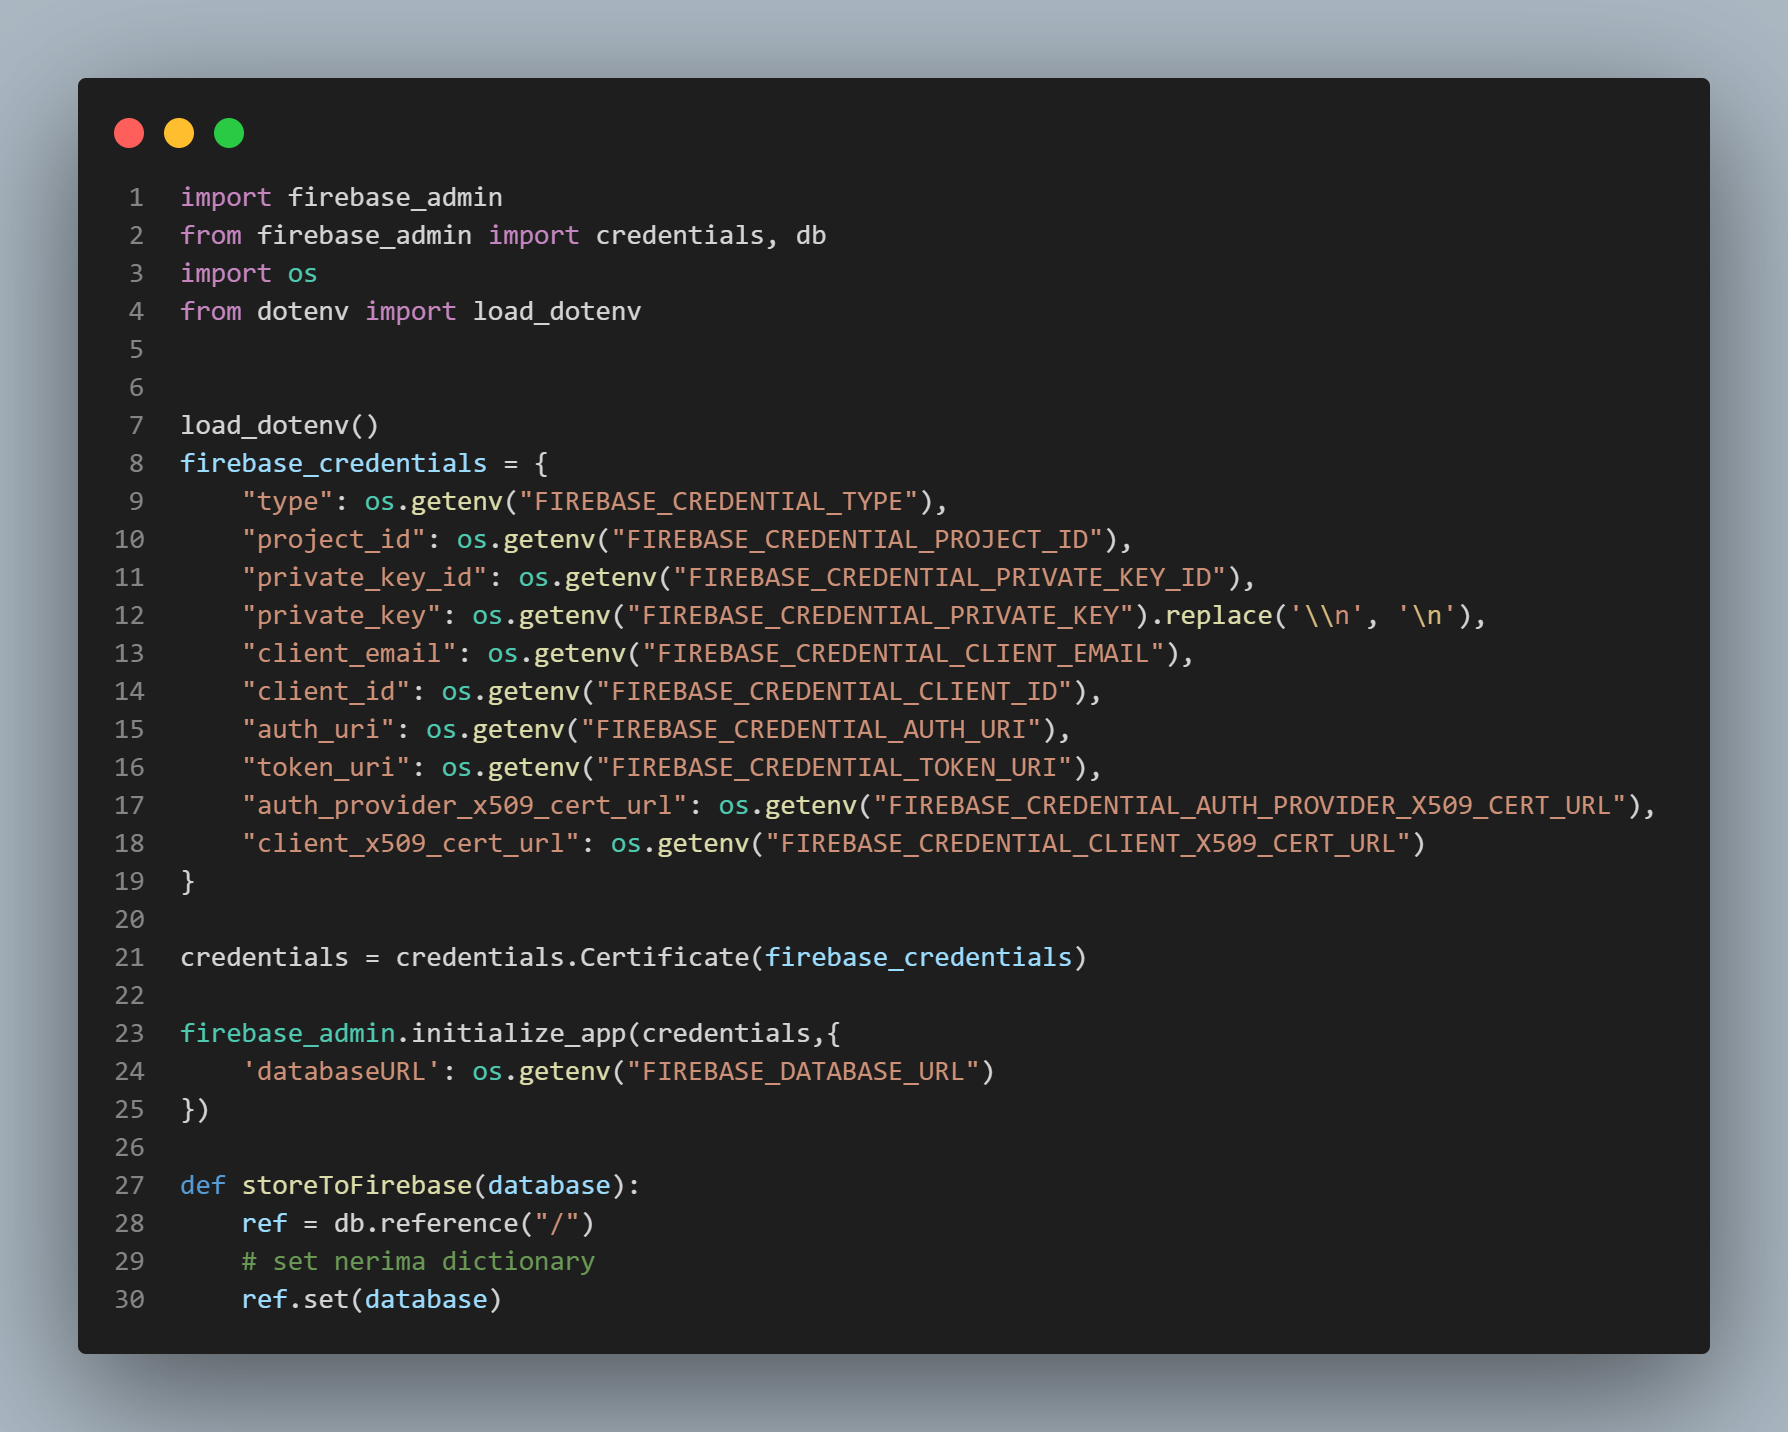 1 import firebase_admin
2 from firebase_admin import credentials, db
3 import os
4 from dotenv import load_dotenv
5
6
7 load_dotenv()
8 firebase_credentials = {
9     "type": os.getenv("FIREBASE_CREDENTIAL_TYPE"),
10     "project_id": os.getenv("FIREBASE_CREDENTIAL_PROJECT_ID"),
11     "private_key_id": os.getenv("FIREBASE_CREDENTIAL_PRIVATE_KEY_ID"),
12     "private_key": os.getenv("FIREBASE_CREDENTIAL_PRIVATE_KEY").replace('\\n', '\n'),
13     "client_email": os.getenv("FIREBASE_CREDENTIAL_CLIENT_EMAIL"),
14     "client_id": os.getenv("FIREBASE_CREDENTIAL_CLIENT_ID"),
15     "auth_uri": os.getenv("FIREBASE_CREDENTIAL_AUTH_URI"),
16     "token_uri": os.getenv("FIREBASE_CREDENTIAL_TOKEN_URI"),
17     "auth_provider_x509_cert_url": os.getenv("FIREBASE_CREDENTIAL_AUTH_PROVIDER_X509_CERT_URL"),
18     "client_x509_cert_url": os.getenv("FIREBASE_CREDENTIAL_CLIENT_X509_CERT_URL")
19 }
20
21 credentials = credentials.Certificate(firebase_credentials)
22
23 firebase_admin.initialize_app(credentials,{
24     'databaseURL': os.getenv("FIREBASE_DATABASE_URL")
25 })
26
27 def storeToFirebase(database):
28     ref = db.reference("/")
29     # set nerima dictionary
30     ref.set(database)